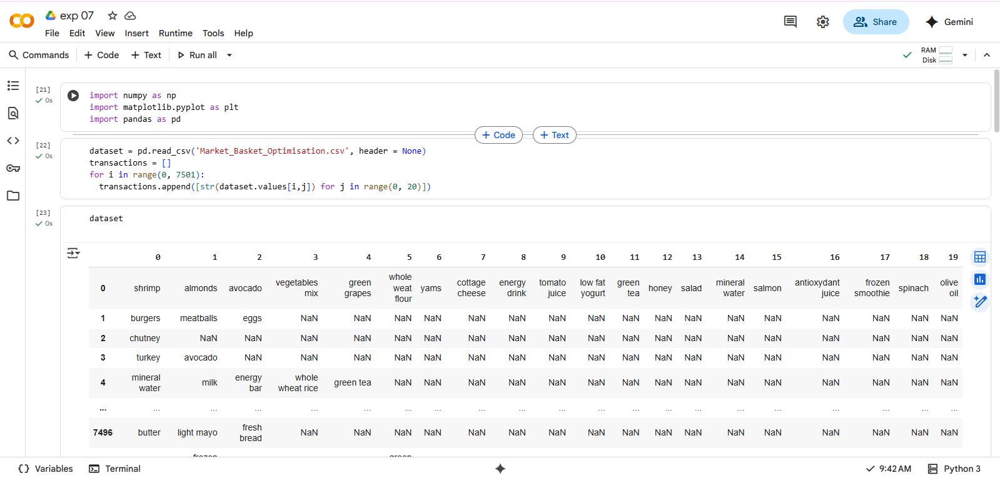 exp 07
File Edit View Insert Runtime Tools Help
Share
Gemini
Commands + Code + Text Run all
RAM
Disk
[21]
0s
import numpy as np
import matplotlib.pyplot as plt
import pandas as pd
+ Code + Text
[22]
0s
dataset = pd.read_csv('Market_Basket_Optimisation.csv', header = None)
transactions = []
for i in range(0, 7501):
transactions.append([str(dataset.values[i,j]) for j in range(0, 20)])
[23]
0s
dataset
0 1 2 3 4 5 6 7 8 9 10 11 12 13 14 15 16 17 18 19
0 shrimp almonds avocado vegetables mix green grapes whole weat flour yams cottage cheese energy drink tomato juice low fat yogurt green tea honey salad mineral water salmon antioxydant juice frozen smoothie spinach olive oil
1 burgers meatballs eggs NaN NaN NaN NaN NaN NaN NaN NaN NaN NaN NaN NaN NaN NaN NaN NaN NaN
2 chutney NaN NaN NaN NaN NaN NaN NaN NaN NaN NaN NaN NaN NaN NaN NaN NaN NaN NaN NaN
3 turkey avocado NaN NaN NaN NaN NaN NaN NaN NaN NaN NaN NaN NaN NaN NaN NaN NaN NaN NaN
4 mineral water milk energy bar whole wheat rice green tea NaN NaN NaN NaN NaN NaN NaN NaN NaN NaN NaN NaN NaN NaN NaN
... ... ... ... ... ... ... ... ... ... ... ... ... ... ... ... ... ... ... ... ...
7496 butter light mayo fresh bread NaN NaN NaN NaN NaN NaN NaN NaN NaN NaN NaN NaN NaN NaN NaN NaN NaN
frozen green
Variables Terminal
9:42 AM Python 3